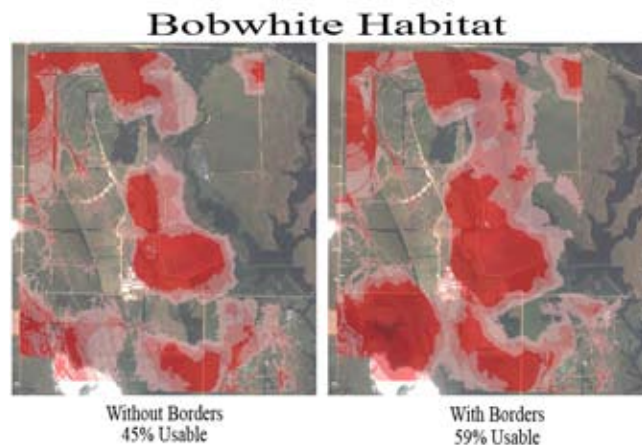 Bobwhite Habitat
Without Borders
45% Usable
With Borders
59% Usable